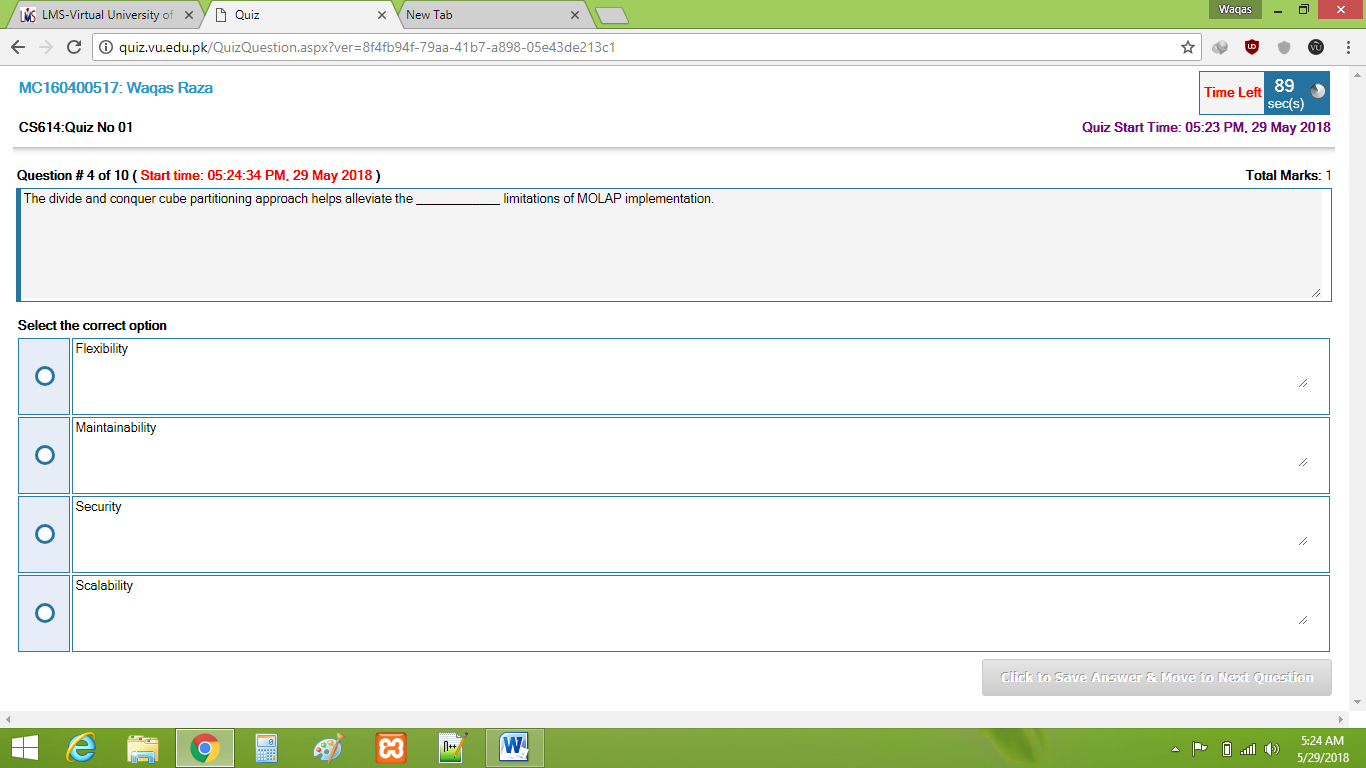 LMS-Virtual University of
Quiz
New Tab
Waqas
quiz.vu.edu.pk/QuizQuestion.aspx?ver=8f4fb94f-79aa-41b7-a898-05e43de213c1
MC160400517: Waqas Raza
Time Left 89 sec(s)
CS614:Quiz No 01
Quiz Start Time: 05:23 PM, 29 May 2018
Question # 4 of 10 ( Start time: 05:24:34 PM, 29 May 2018 )
Total Marks: 1
The divide and conquer cube partitioning approach helps alleviate the ____________ limitations of MOLAP implementation.
Select the correct option
Flexibility
Maintainability
Security
Scalability
Click to Save Answer & Move to Next Question
5:24 AM
5/29/2018